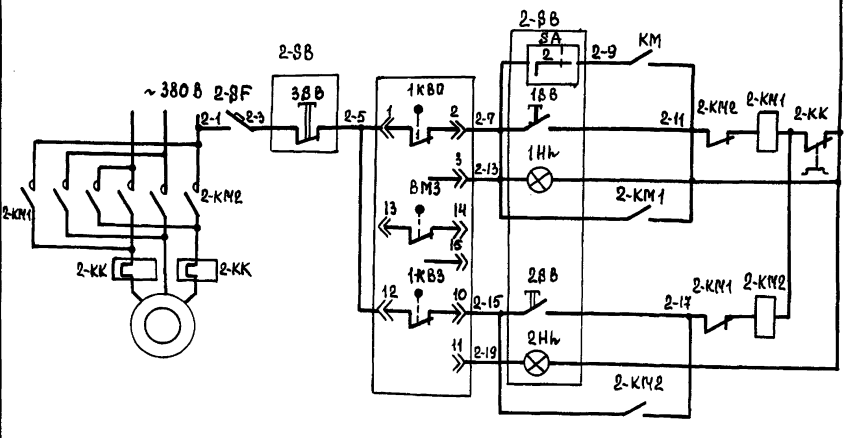 2-SB
SA
2
2-9
КМ
2-SB
~380 В
2-SF
3SB
1КВО
1SB
2-1
2-3
2-5
1
2
2-7
2-11
2-КМ2
2-КМ1
2-КК
3
2-13
1HL
2-КМ1
2-КМ2
ВМЗ
2-КМ1
13
14
15
2-КК
2-КК
1КВЗ
2SB
2-КМ1
2-КМ2
12
10
2-15
2-17
2HL
11
2-19
2-КМ2